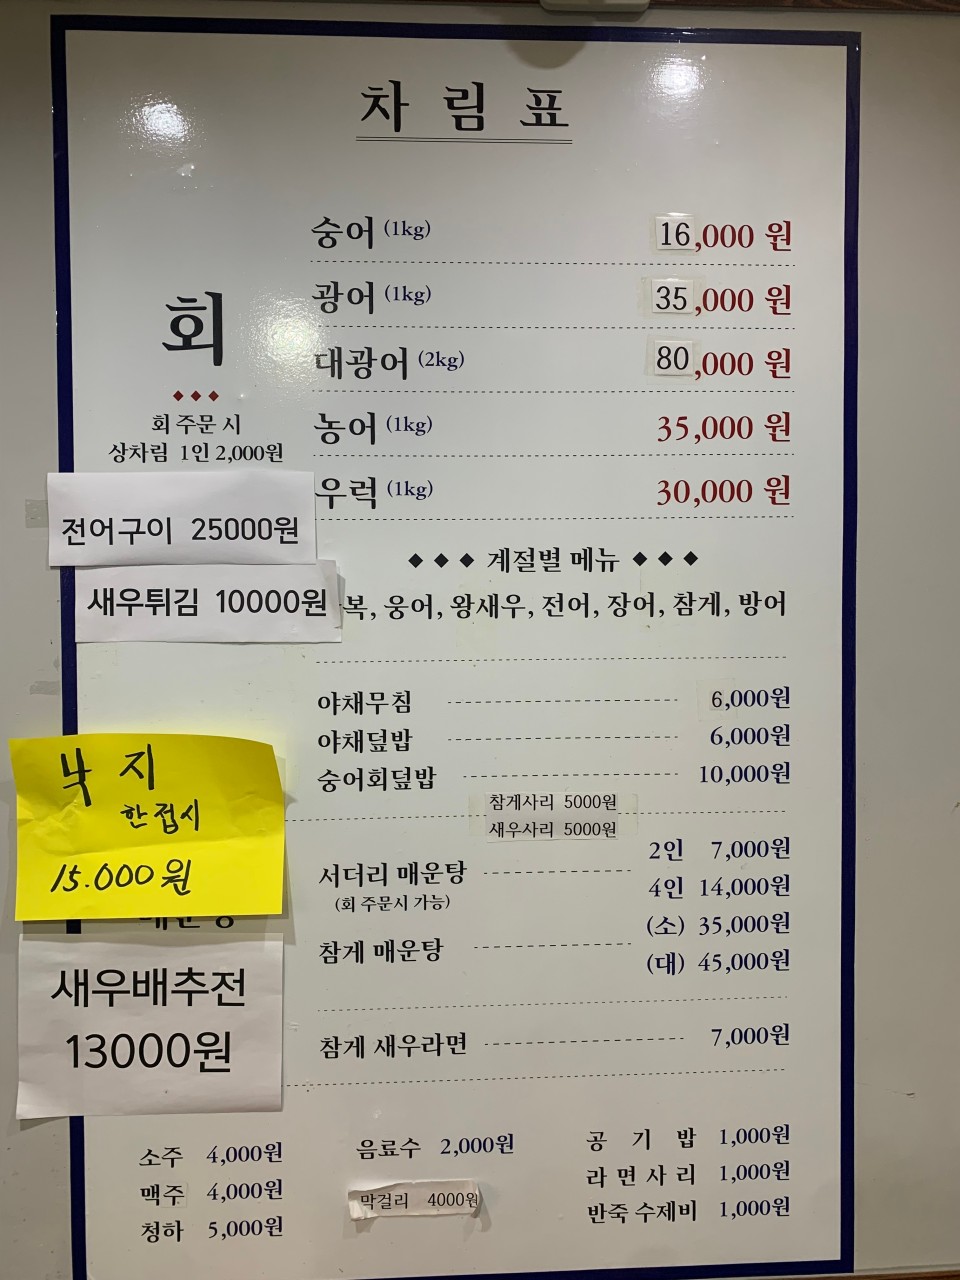 차림표
회
회 주문 시
상차림 1인 2,000원
숭어 (1kg) 16,000 원
광어 (1kg) 35,000 원
대광어 (2kg) 80,000 원
농어 (1kg) 35,000 원
우럭 (1kg) 30,000 원
전어구이 25000원
새우튀김 10000원
◆ ◆ ◆ 계절별 메뉴 ◆ ◆ ◆
복, 웅어, 왕새우, 전어, 장어, 참게, 방어
야채무침 6,000원
야채덮밥 6,000원
숭어회덮밥 10,000원
참게사리 5000원
새우사리 5000원
낙지
한접시
15.000원
서더리 매운탕 2인 7,000원
(회 주문시 가능) 4인 14,000원
참게 매운탕 (소) 35,000원
(대) 45,000원
새우배추전
13000원
참게 새우라면 7,000원
소주 4,000원
맥주 4,000원
청하 5,000원
음료수 2,000원
막걸리 4000원
공기밥 1,000원
라면사리 1,000원
반죽 수제비 1,000원